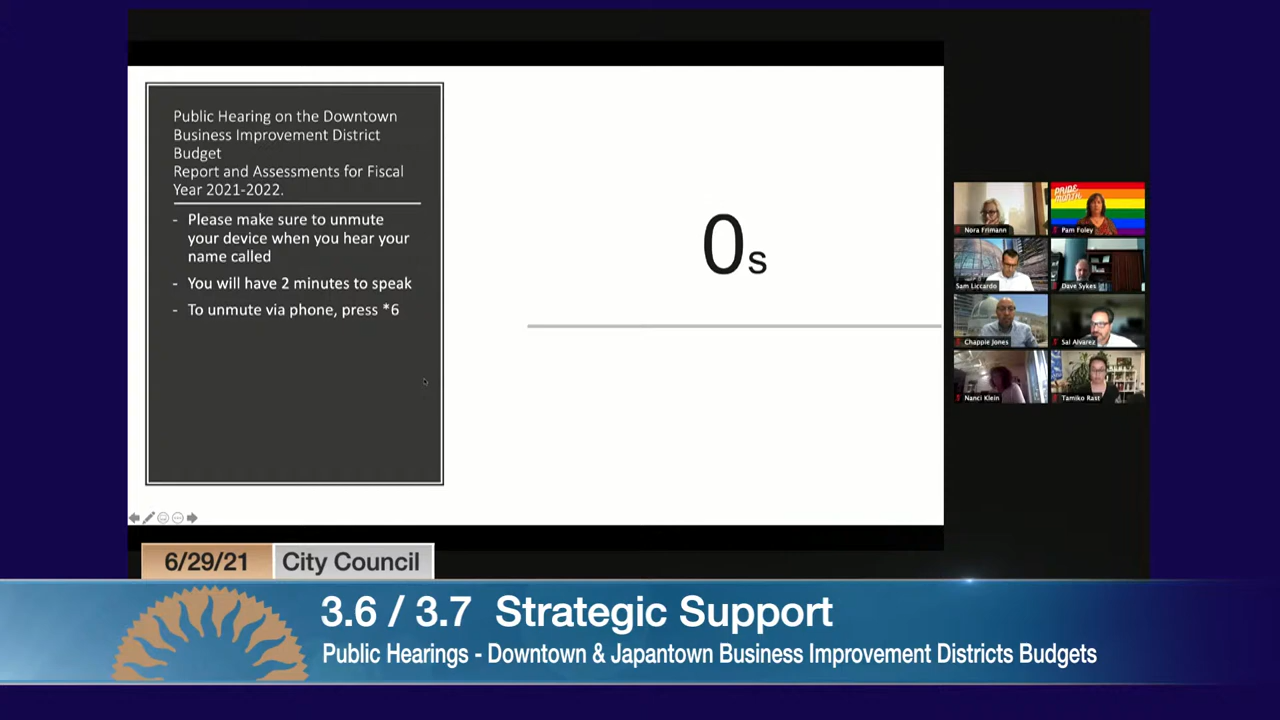 Public Hearing on the Downtown
Business Improvement District
Budget
Report and Assessments for Fiscal
Year 2021-2022.
- Please make sure to unmute
your device when you hear your
name called
- You will have 2 minutes to speak
- To unmute via phone, press *6
0s
PRIDE
MONTH
Nora Frimann
Pam Foley
Sam Liccardo
Dave Sykes
Chappie Jones
Sal Alvarez
Nanci Klein
Tamiko Rast
6/29/21
City Council
3.6 / 3.7 Strategic Support
Public Hearings - Downtown & Japantown Business Improvement Districts Budgets